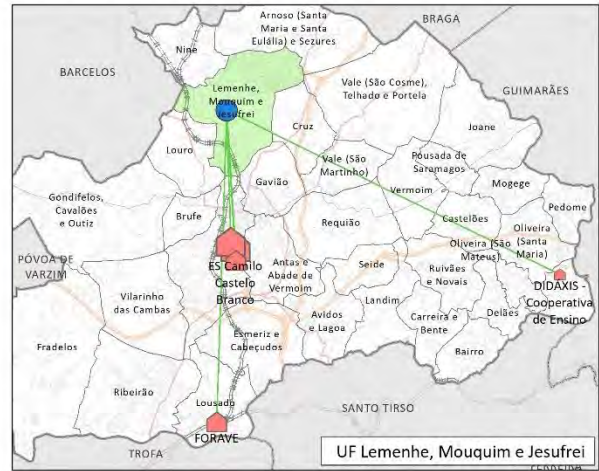 Arnoso (Santa
Maria e Santa
Eulália) e Sezures
BRAGA
Nine
BARCELOS
Lemenhe,
Mouquim e
Jesufrei
Vale (São Cosme),
Telhado e Portela
GUIMARÃES
Cruz
Joane
Louro
Vale (São
Martinho)
Pousada de
Saramagos
Gavião
Vermoim
Mogege
Gondifelos,
Cavalões
e Outiz
Pedome
Brufe
Requião
Castelões
Oliveira
(Santa
Maria)
PÓVOA DE
VARZIM
ES Camilo
Castelo
Branco
Antas e
Abade de
Vermoim
Seide
Oliveira (São
Mateus)
Ruivães
e Novais
DIDÁXIS -
Cooperativa
de Ensino
Vilarinho
das Cambas
Landim
Delães
Avidos
e Lagoa
Carreira e
Bente
Esmeriz e
Cabeçudos
Fradelos
Bairro
Ribeirão
Lousado
SANTO TIRSO
FORAVE
TROFA
UF Lemenhe, Mouquim e Jesufrei